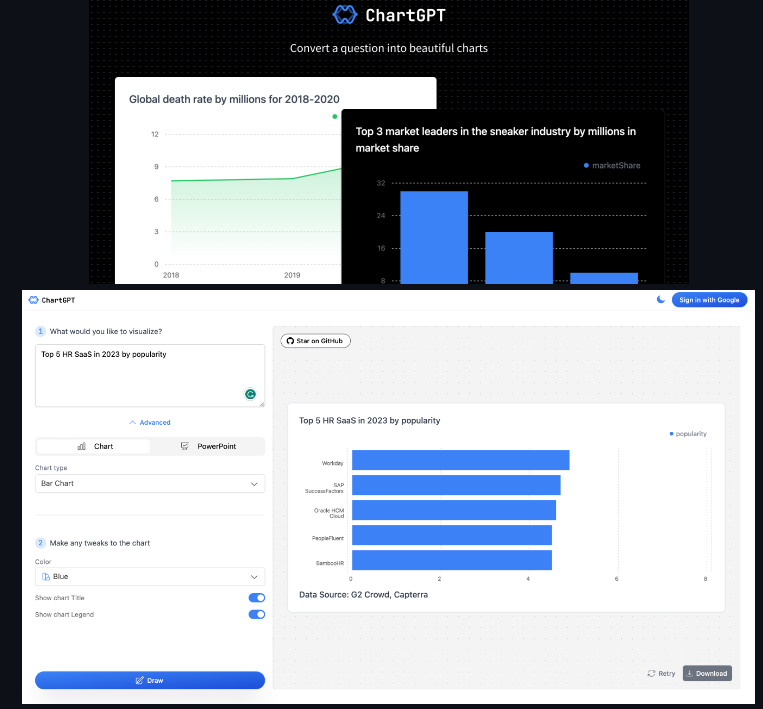 ChartGPT
Convert a question into beautiful charts
Global death rate by millions for 2018-2020
12
9
6
3
0
2018
2019
Top 3 market leaders in the sneaker industry by millions in
market share
marketShare
32
24
16
8
ChartGPT
Sign in with Google
1 What would you like to visualize?
Top 5 HR SaaS in 2023 by popularity
Advanced
Chart
PowerPoint
Chart type
Bar Chart
2 Make any tweaks to the chart
Color
Blue
Show chart Title
Show chart Legend
Draw
Star on GitHub
Top 5 HR SaaS in 2023 by popularity
popularity
Workday
SAP
SuccessFactors
Oracle HCM
Cloud
PeopleFluent
BambooHR
0 2 4 6 8
Data Source: G2 Crowd, Capterra
Retry
Download